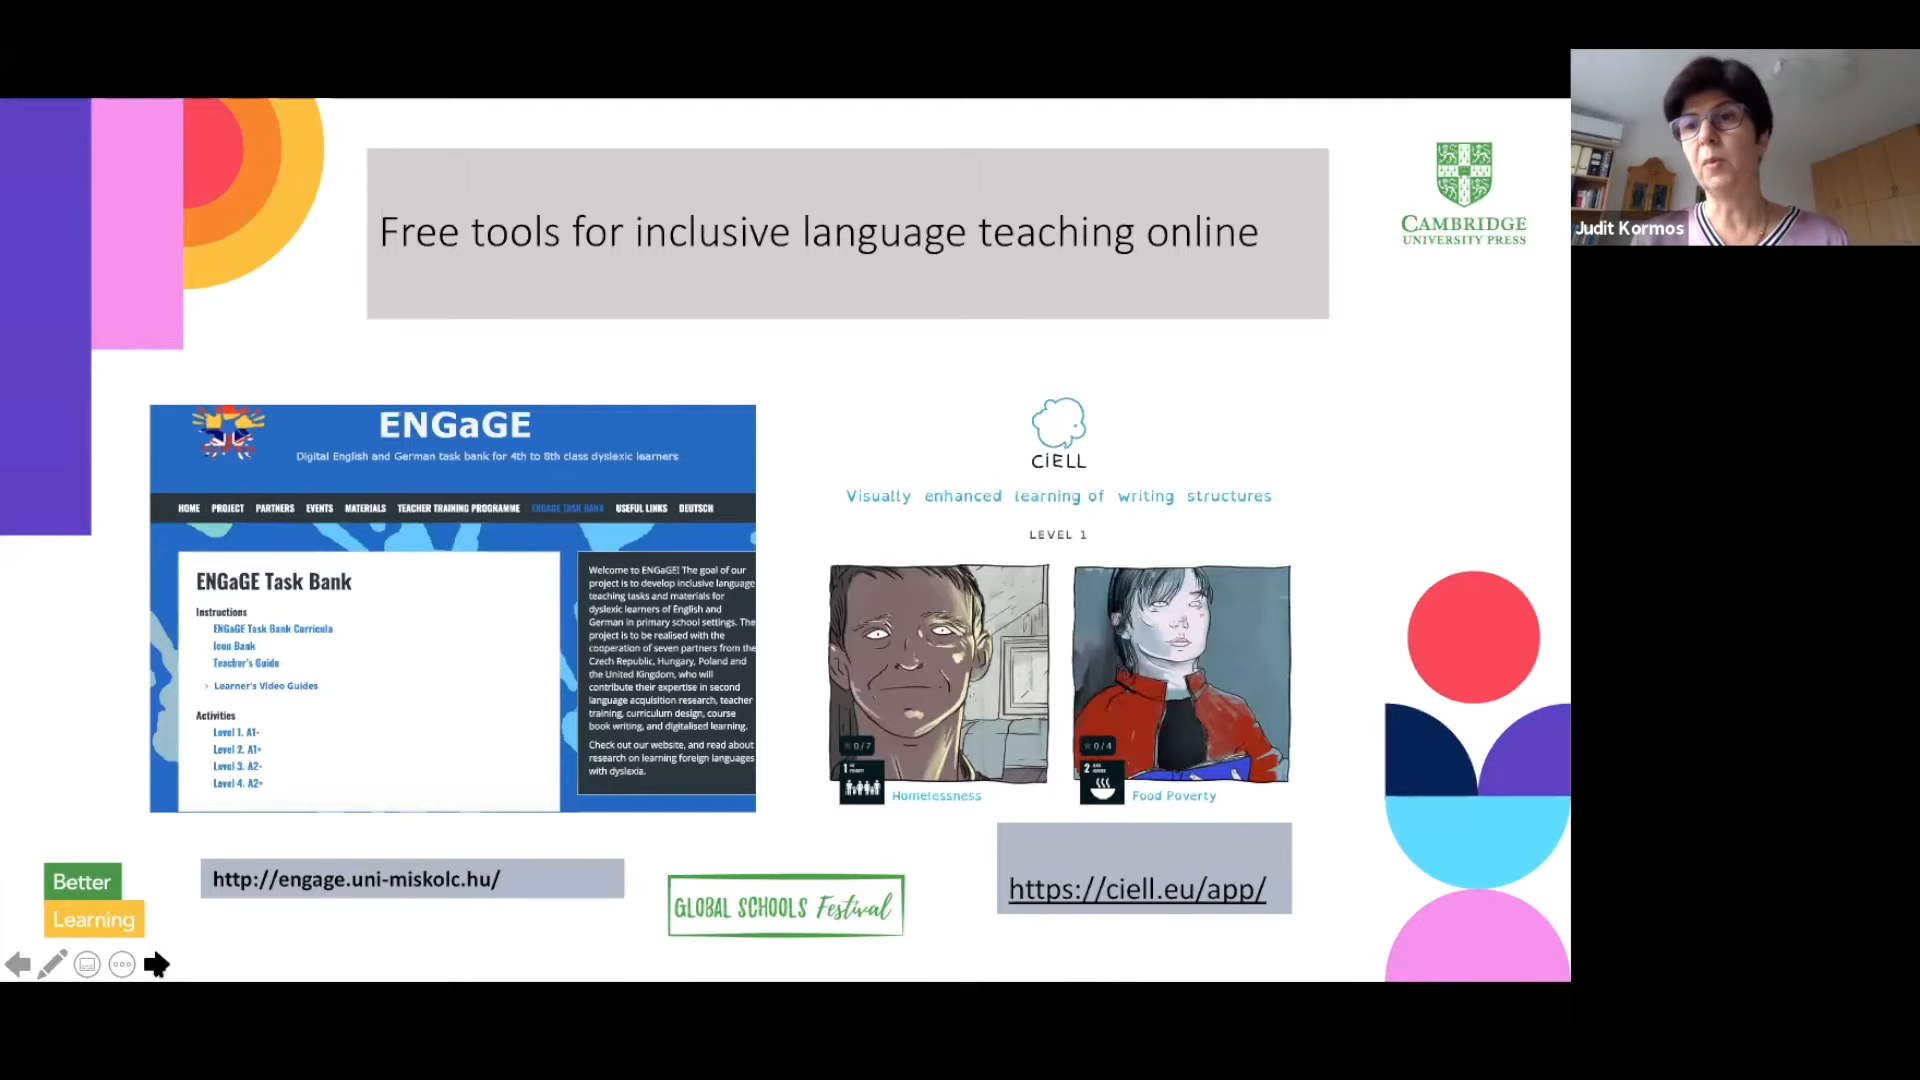 Free tools for inclusive language teaching online
CAMBRIDGE
UNIVERSITY PRESS
Judit Kormos
ENGaGE
Digital English and German task bank for 4th to 8th class dyslexic learners
HOME PROJECT PARTNERS EVENTS MATERIALS TEACHER TRAINING PROGRAMME ENGAGE TASK BANK USEFUL LINKS DEUTSCH
ENGaGE Task Bank
Instructions
ENGaGE Task Bank Curricula
Icon Bank
Teacher's Guide
› Learner's Video Guides
Activities
Level 1. A1-
Level 2. A1+
Level 3. A2-
Level 4. A2+
Welcome to ENGaGE! The goal of our
project is to develop inclusive language
teaching tasks and materials for
dyslexic learners of English and
German in primary school settings. The
project is to be realised with the
cooperation of seven partners from the
Czech Republic, Hungary, Poland and
the United Kingdom, who will
contribute their expertise in second
language acquisition research, teacher
training, curriculum design, course
book writing, and digitalised learning.
Check out our website, and read about
research on learning foreign languages
with dyslexia.
CiELL
Visually enhanced learning of writing structures
LEVEL 1
0/7
1
Homelessness
0/4
2
Food Poverty
http://engage.uni-miskolc.hu/
https://ciell.eu/app/
Better
Learning
GLOBAL SCHOOLS Festival